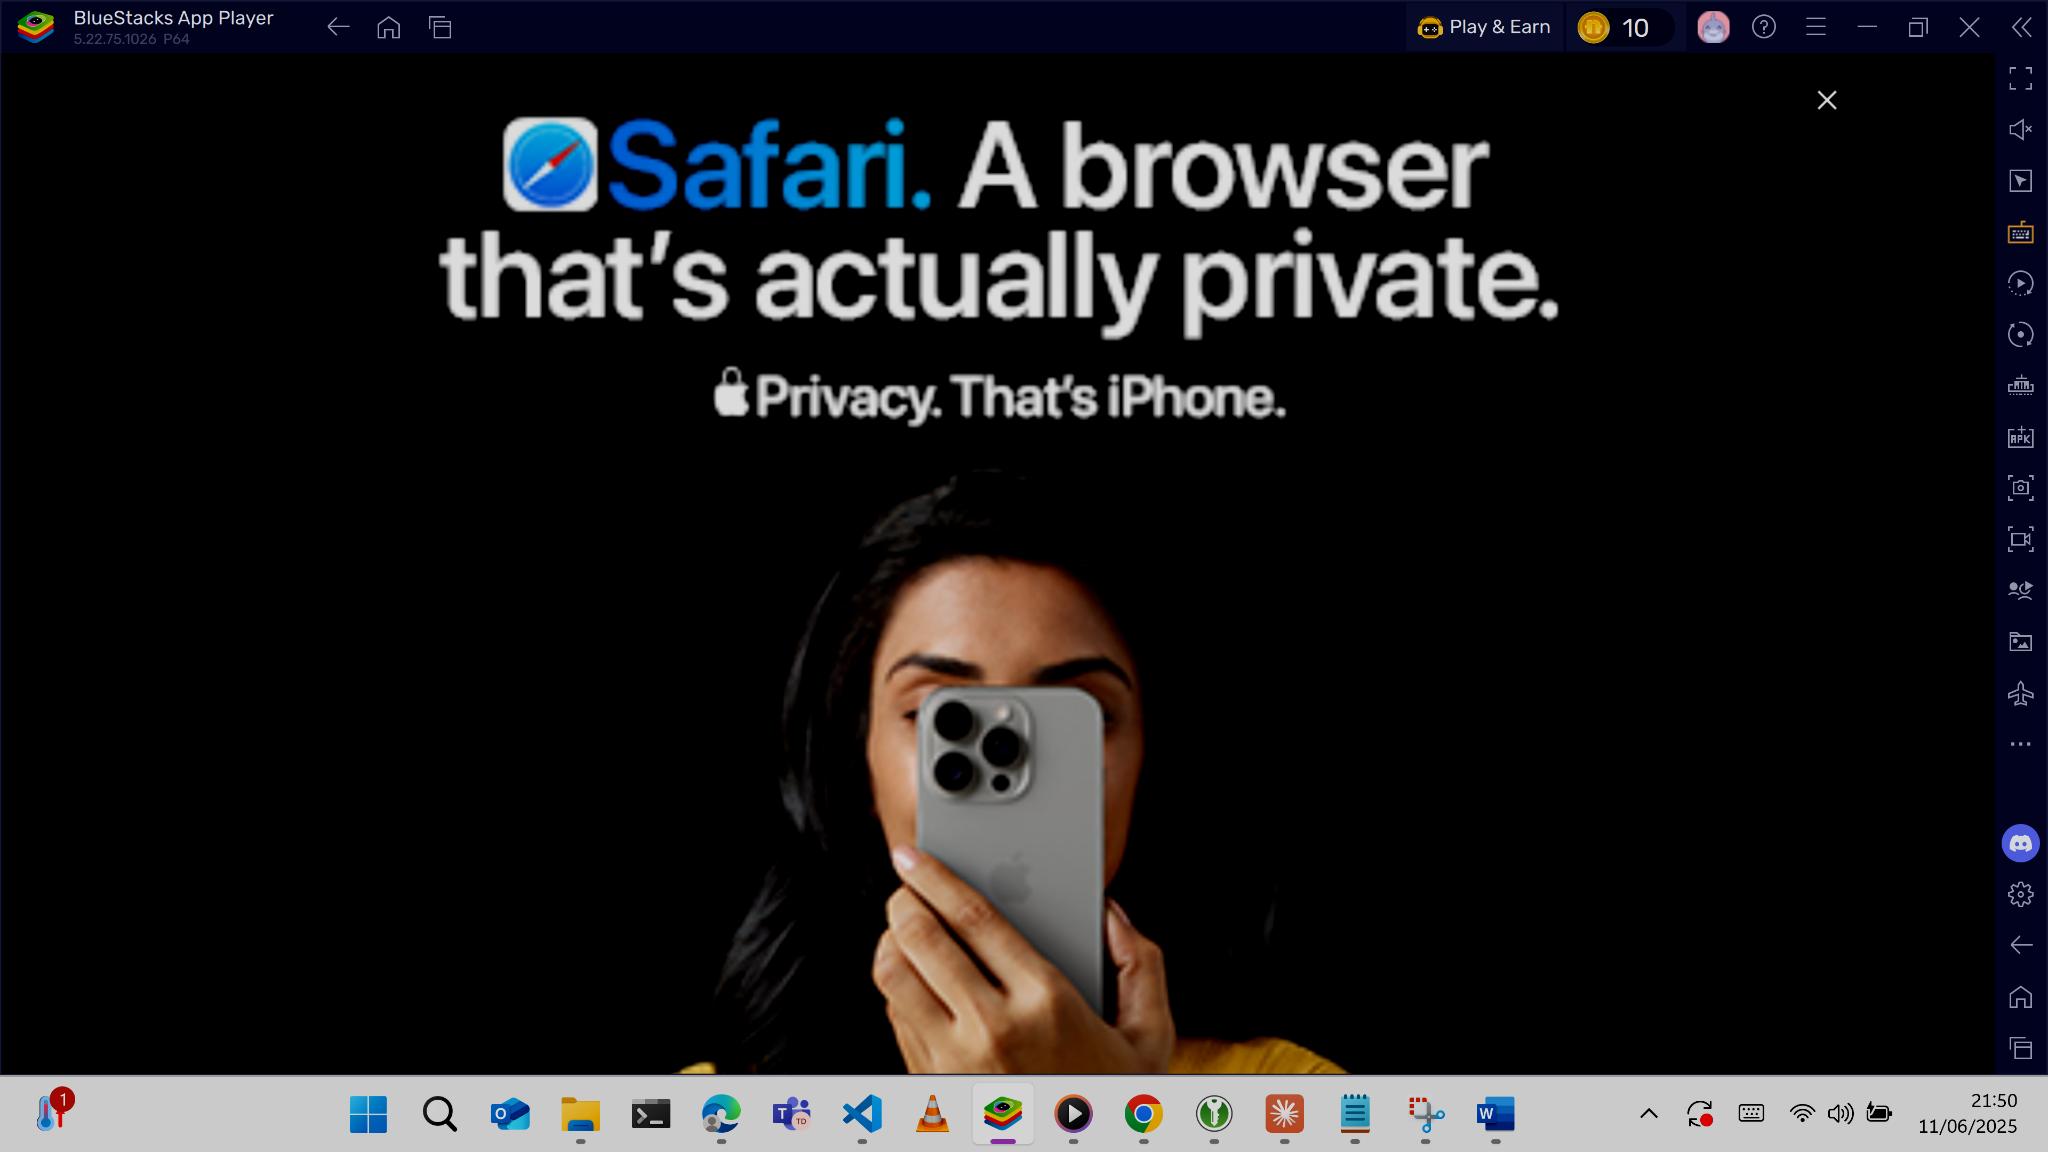 BlueStacks App Player
5.22.75.1026 P64
Play & Earn
10
Safari. A browser
that's actually private.
Privacy. That's iPhone.
APK
1
T
TD
W
21:50
11/06/2025